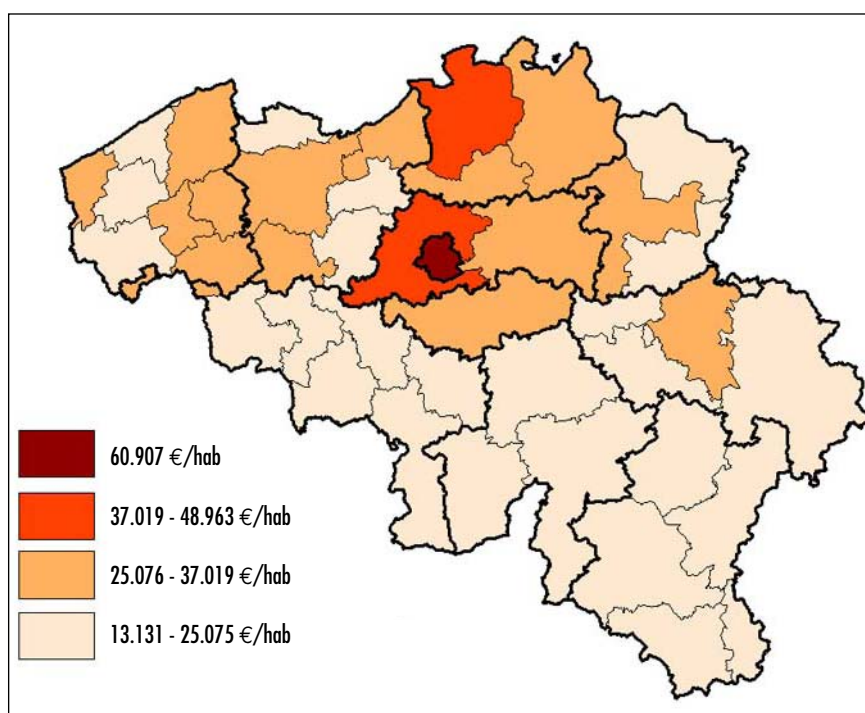 60.907 €/hab
37.019 - 48.963 €/hab
25.076 - 37.019 €/hab
13.131 - 25.075 €/hab